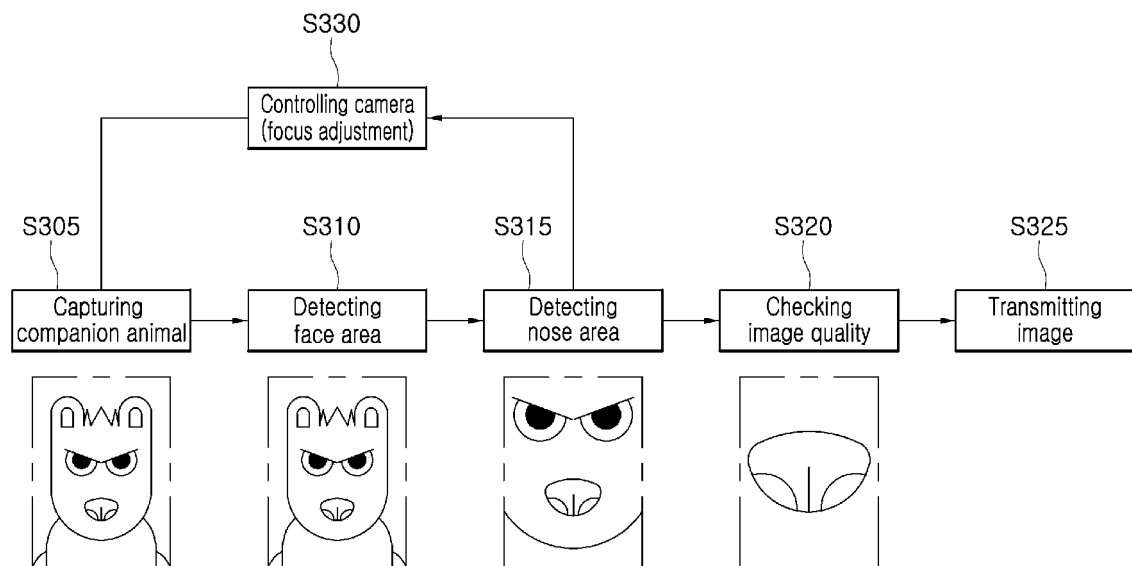 S330
Controlling camera
(focus adjustment)
S305
S310
S315
S320
S325
Capturing
companion animal
Detecting
face area
Detecting
nose area
Checking
image quality
Transmitting
image